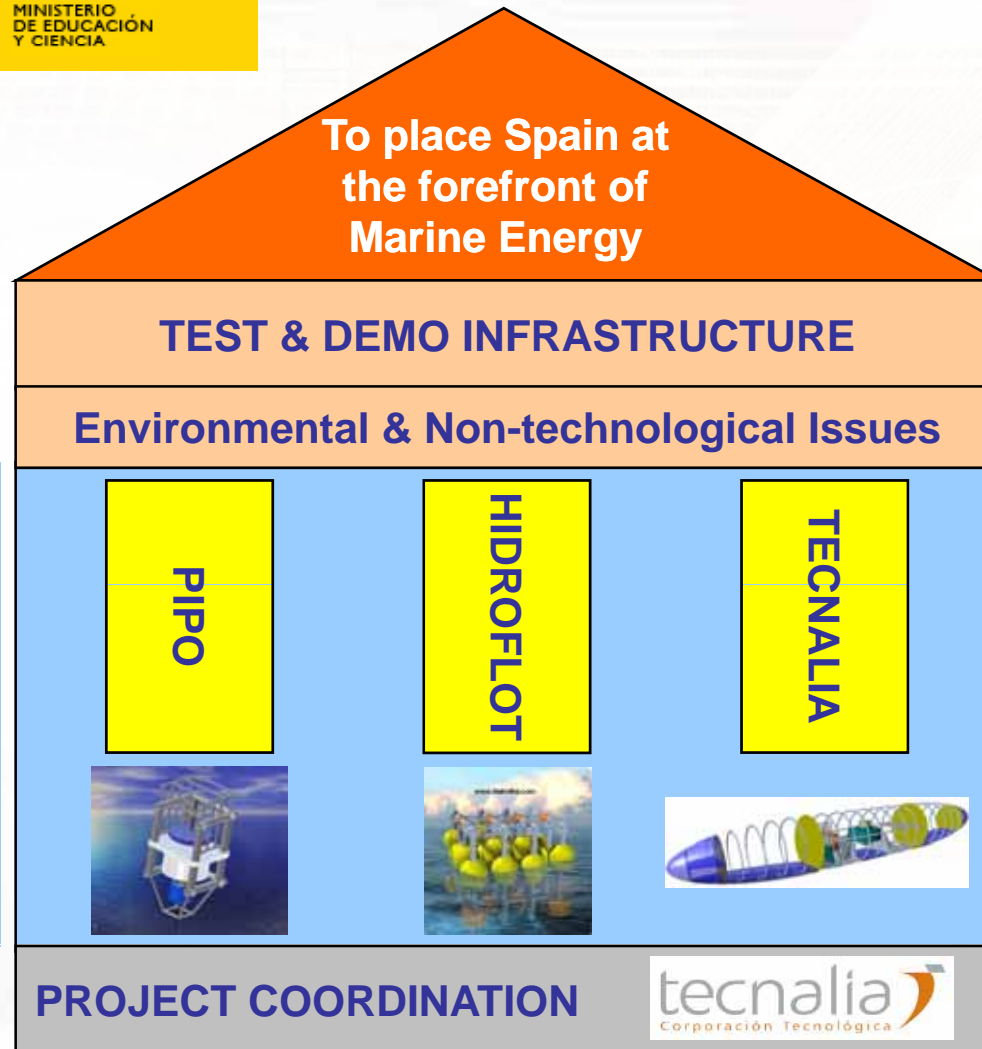 MINISTERIO
DE EDUCACIÓN
Y CIENCIA
To place Spain at
the forefront of
Marine Energy
TEST & DEMO INFRASTRUCTURE
Environmental & Non-technological Issues
PIPO
HIDROFLOT
TECNALIA
PROJECT COORDINATION
tecnalia
Corporación Tecnológica